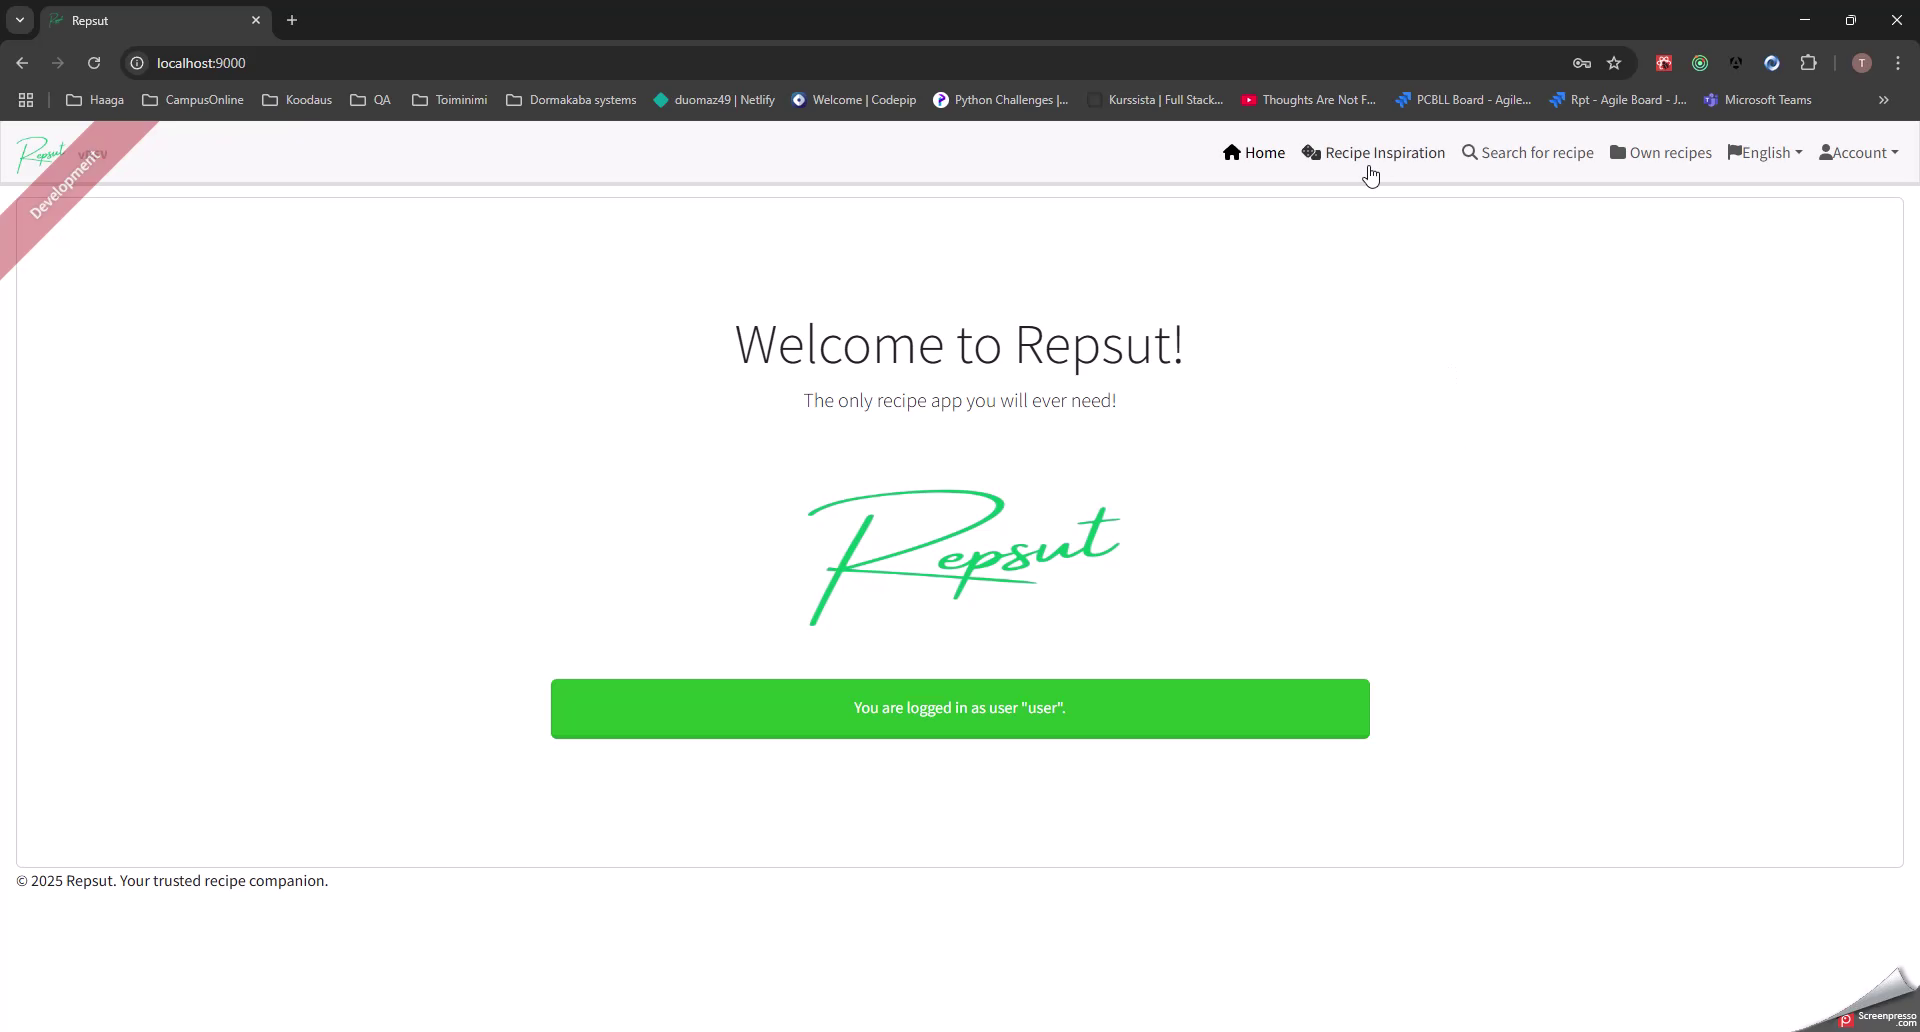 Repsut
localhost:9000
T
Haaga
CampusOnline
Koodaus
QA
Toiminimi
Dormakaba systems
duomaz49 | Netlify
Welcome | Codepip
Python Challenges |...
Kurssista | Full Stack...
Thoughts Are Not F...
PCBLL Board - Agile...
Rpt - Agile Board - J...
Microsoft Teams
Repsut
Development
Home
Recipe Inspiration
Search for recipe
Own recipes
English
Account
Welcome to Repsut!
The only recipe app you will ever need!
Repsut
You are logged in as user "user".
© 2025 Repsut. Your trusted recipe companion.
Screenpresso
.com